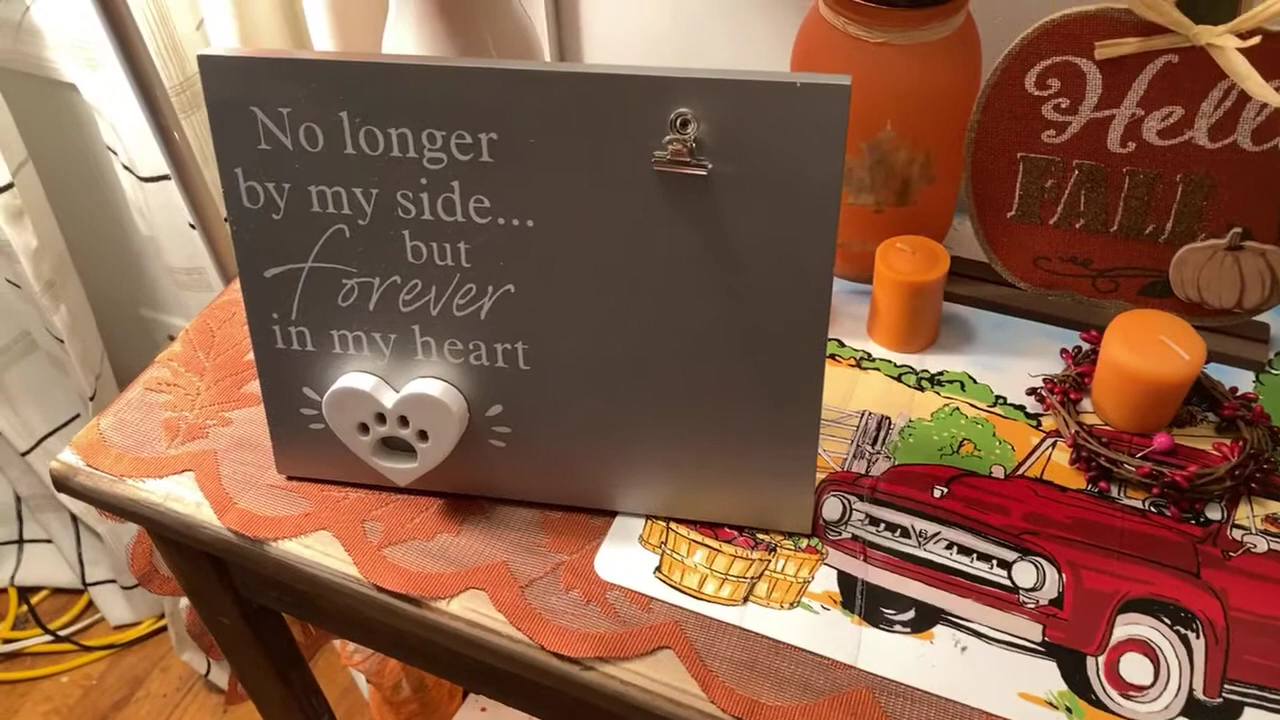 No longer
by my side...
but
forever
in my heart
FALL